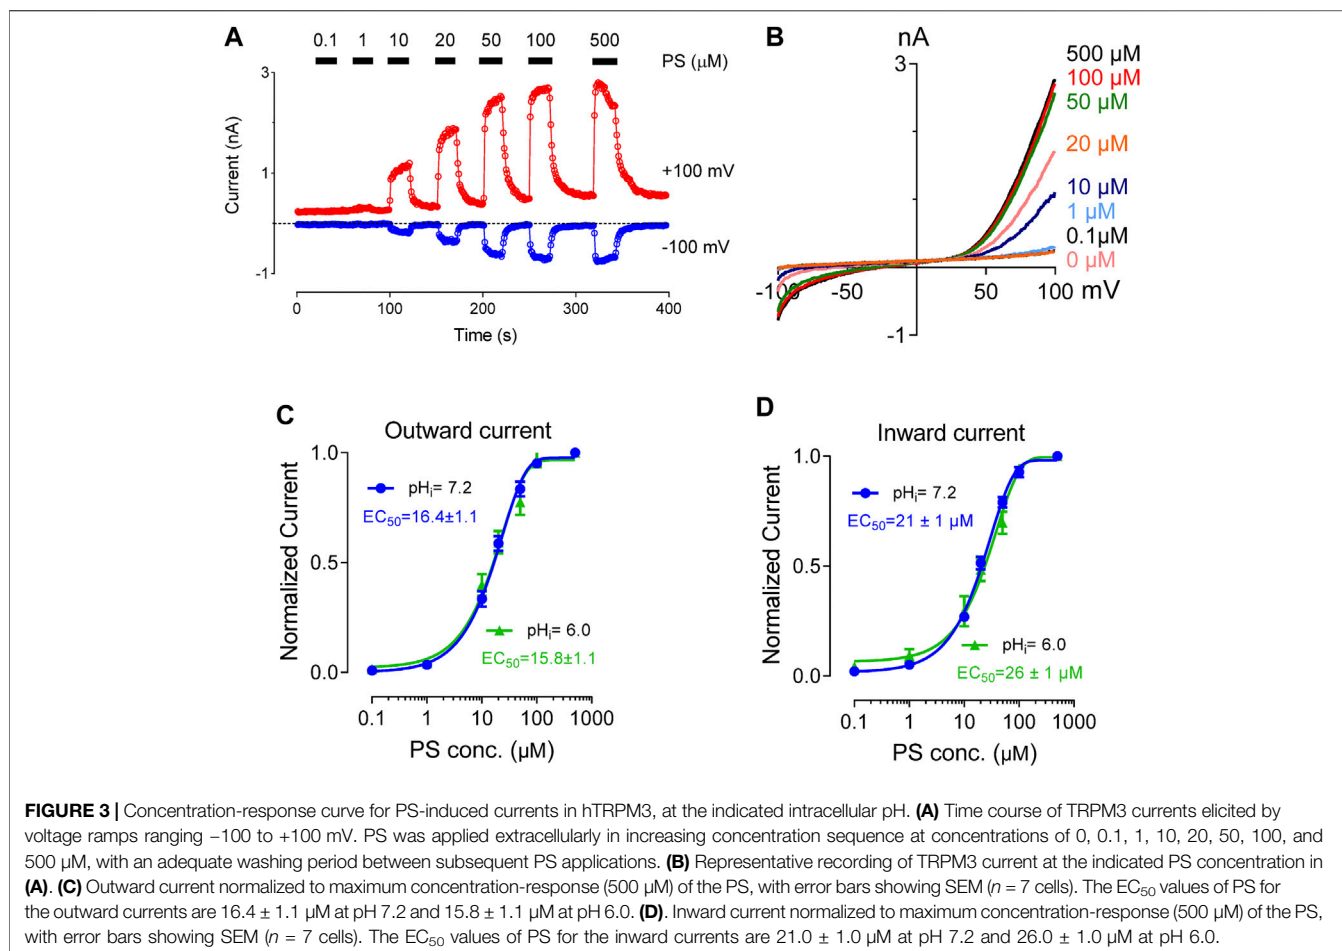 A
0.1 1 10 20 50 100 500
PS (µM)
3
1
-1
Current (nA)
+100 mV
-100 mV
0 100 200 300 400
Time (s)
B
nA
3
500 µM
100 µM
50 µM
20 µM
10 µM
1 µM
0.1µM
0 µM
-100 -50 50 100 mV
-1
C
Outward current
1.0
0.5
0.0
Normalized Current
pHi= 7.2
EC50=16.4±1.1
pHi= 6.0
EC50=15.8±1.1
0.1 1 10 100 1000
PS conc. (µM)
D
Inward current
1.0
0.5
0.0
Normalized Current
pHi= 7.2
EC50=21 ± 1 µM
pHi= 6.0
EC50=26 ± 1 µM
0.1 1 10 100 1000
PS conc. (µM)
FIGURE 3 | Concentration-response curve for PS-induced currents in hTRPM3, at the indicated intracellular pH. (A) Time course of TRPM3 currents elicited by
voltage ramps ranging −100 to +100 mV. PS was applied extracellularly in increasing concentration sequence at concentrations of 0, 0.1, 1, 10, 20, 50, 100, and
500 µM, with an adequate washing period between subsequent PS applications. (B) Representative recording of TRPM3 current at the indicated PS concentration in
(A). (C) Outward current normalized to maximum concentration-response (500 µM) of the PS, with error bars showing SEM (n = 7 cells). The EC50 values of PS for
the outward currents are 16.4 ± 1.1 µM at pH 7.2 and 15.8 ± 1.1 µM at pH 6.0. (D). Inward current normalized to maximum concentration-response (500 µM) of the PS,
with error bars showing SEM (n = 7 cells). The EC50 values of PS for the inward currents are 21.0 ± 1.0 µM at pH 7.2 and 26.0 ± 1.0 µM at pH 6.0.